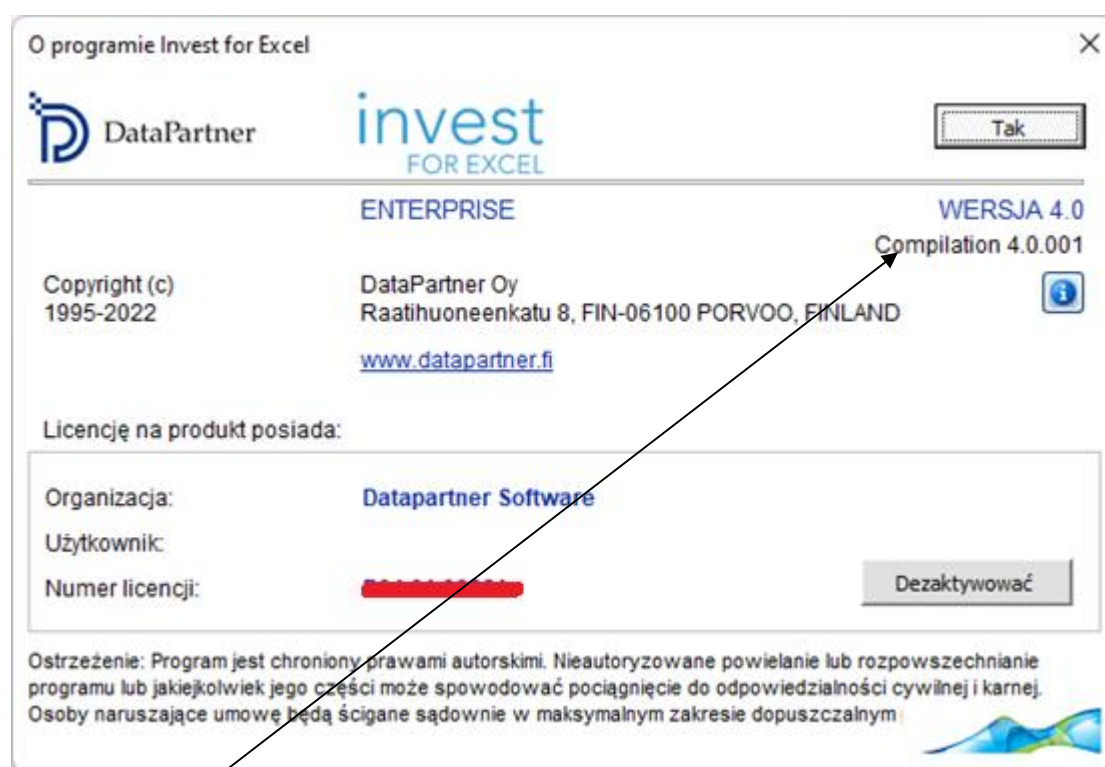 O programie Invest for Excel
DataPartner
invest
FOR EXCEL
Tak
ENTERPRISE
WERSJA 4.0
Compilation 4.0.001
Copyright (c)
1995-2022
DataPartner Oy
Raatihuoneenkatu 8, FIN-06100 PORVOO, FINLAND
www.datapartner.fi
Licencję na produkt posiada:
Organizacja:
Datapartner Software
Użytkownik:
Numer licencji:
Dezaktywować
Ostrzeżenie: Program jest chroniony prawami autorskimi. Nieautoryzowane powielanie lub rozpowszechnianie
programu lub jakiejkolwiek jego części może spowodować pociągnięcie do odpowiedzialności cywilnej i karnej.
Osoby naruszające umowę będą ścigane sądownie w maksymalnym zakresie dopuszczalnym